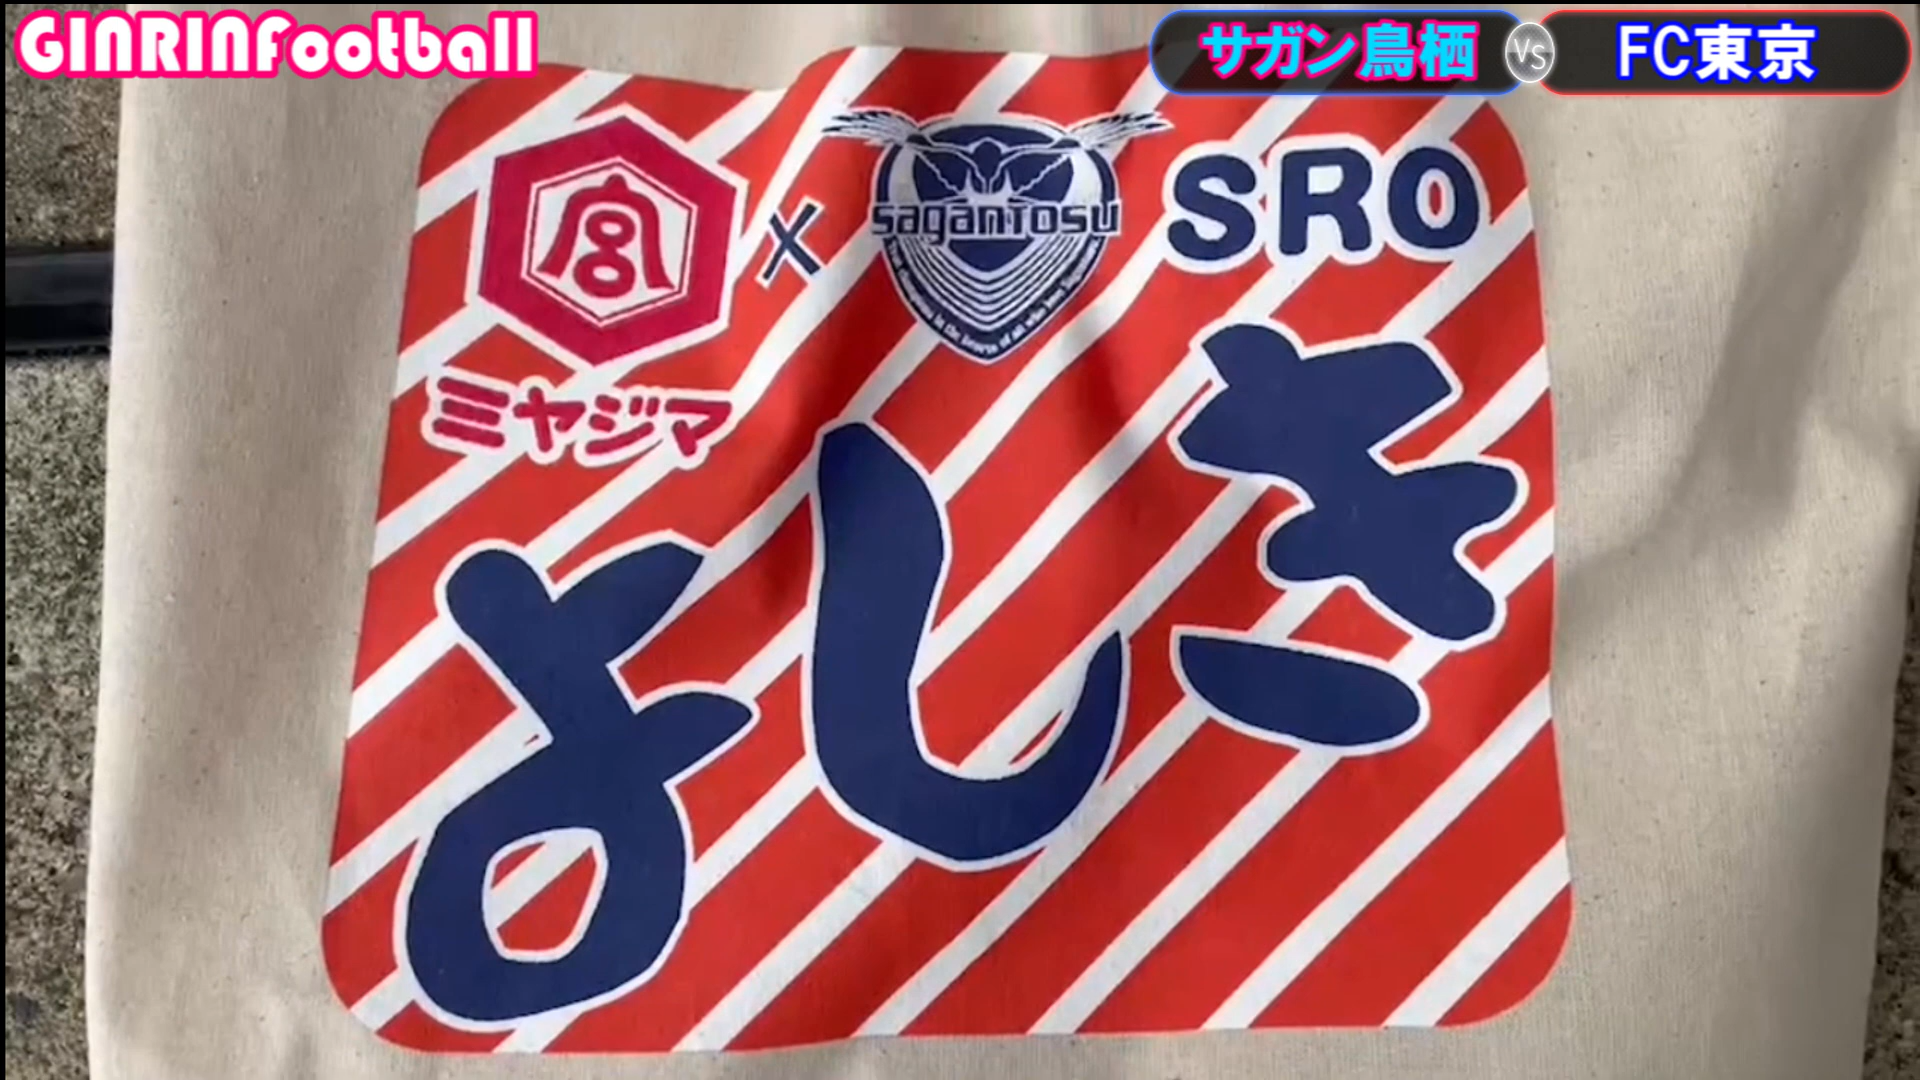 GINRINFootball
サガン鳥栖 VS FC東京
宮 × sagantosu SRO
ミヤジマ
よしき